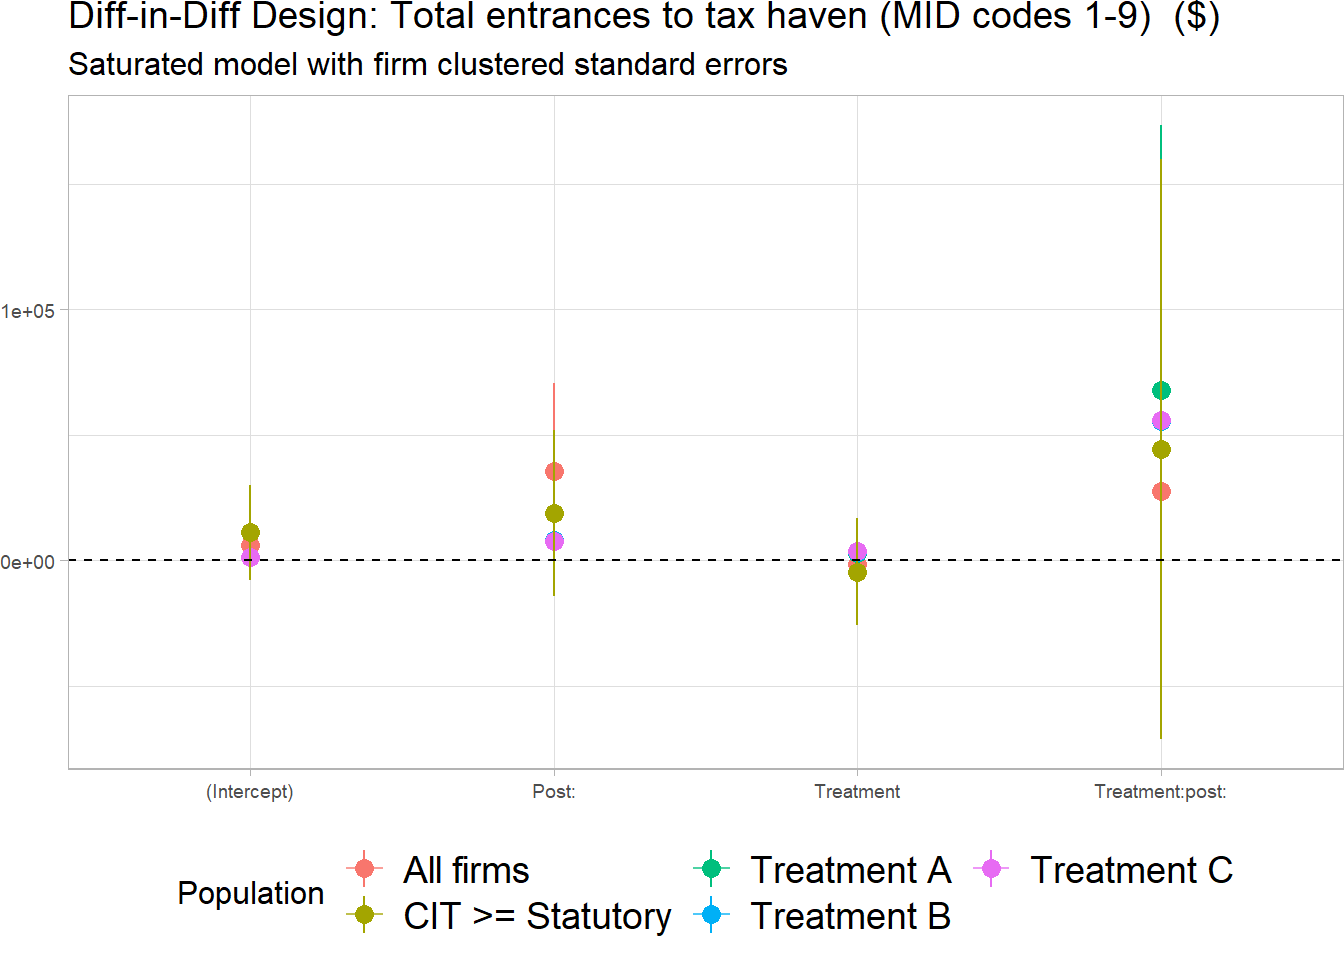 Diff-in-Diff Design: Total entrances to tax haven (MID codes 1-9)  ($)
Saturated model with firm clustered standard errors
1e+05
0e+00
(Intercept) Post: Treatment Treatment:post:
Population
All firms Treatment A Treatment C
CIT >= Statutory Treatment B